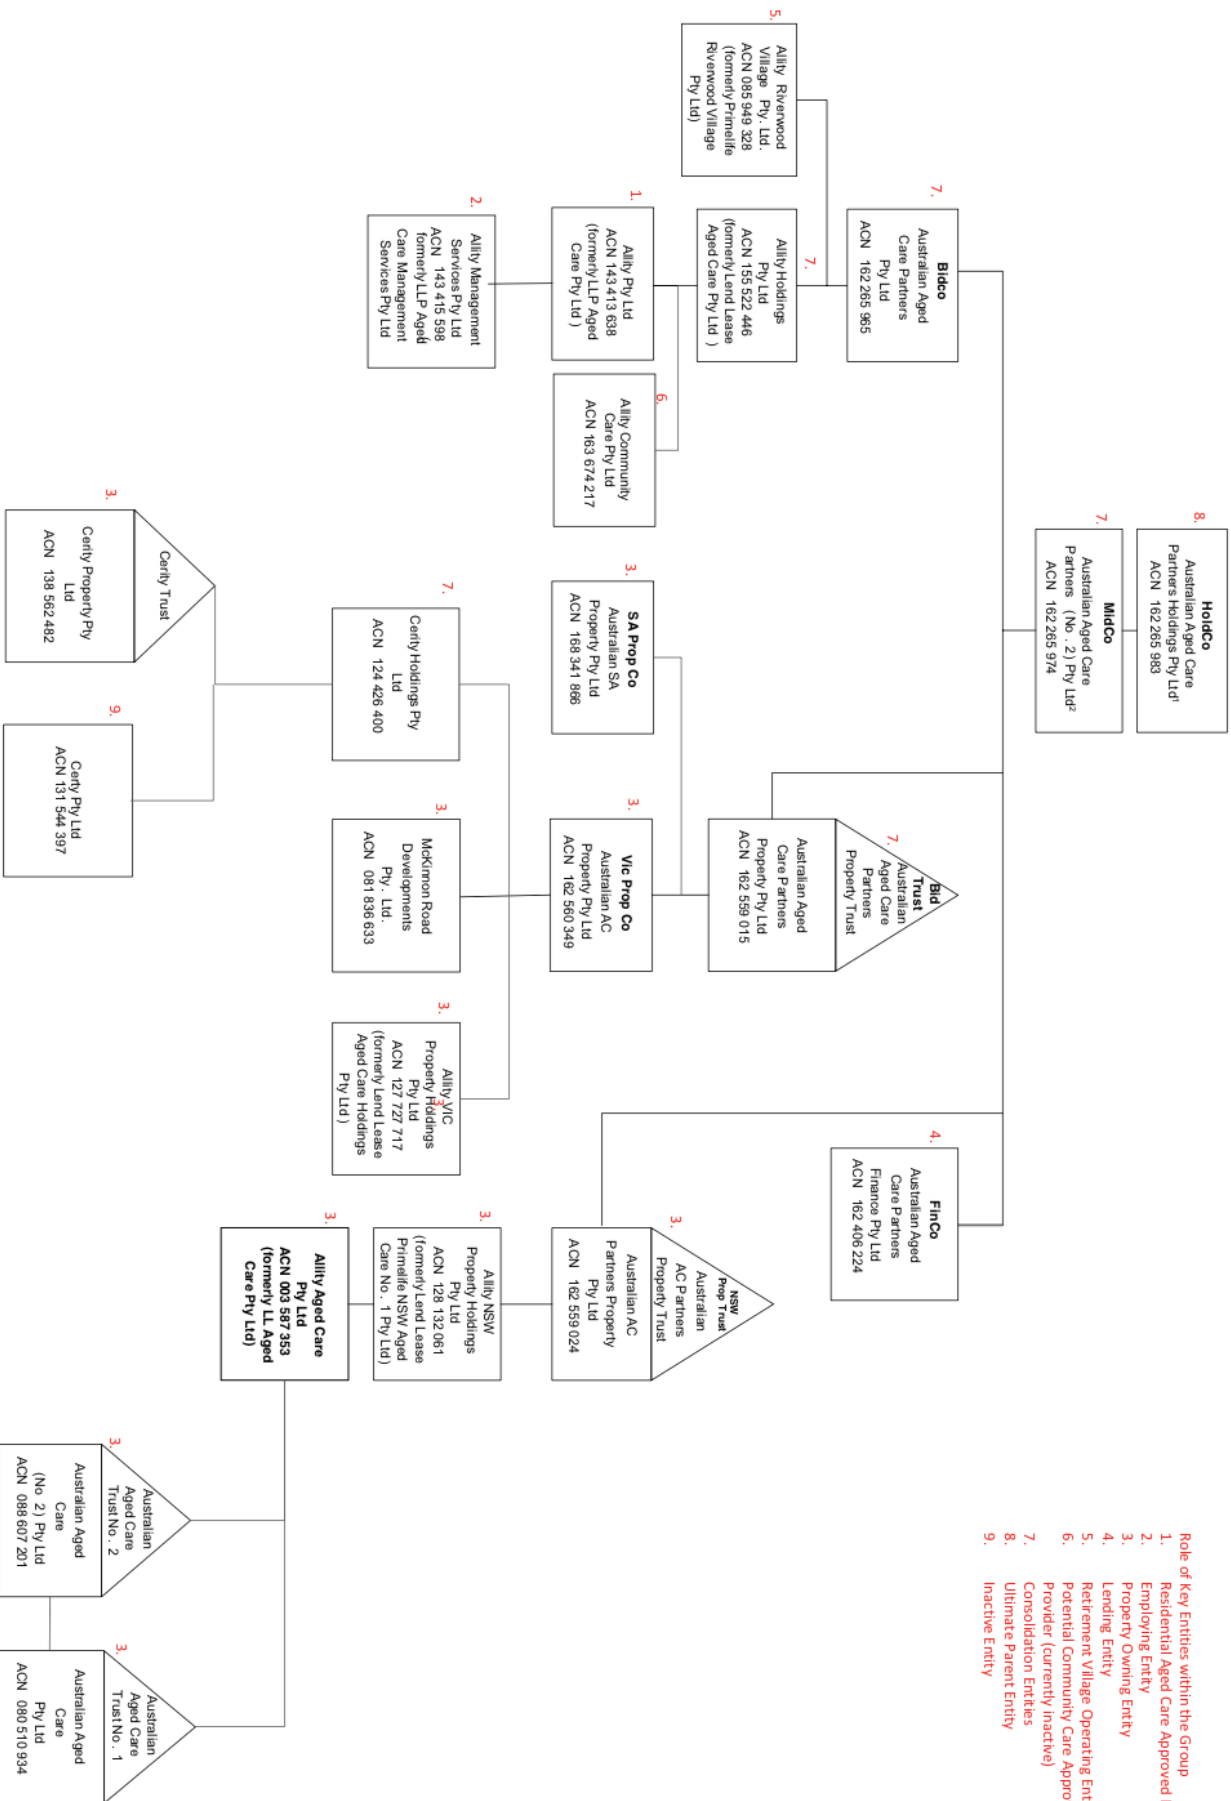 8.
HoldCo
Australian Aged Care
Partners Holdings Pty Ltd¹
ACN 162 265 983
7.
MidCo
Australian Aged Care
Partners (No . 2) Pty Ltd²
ACN 162 265 974
7.
Bidco
Australian Aged
Care Partners
Pty Ltd
ACN 162 265 965
7.
Bid
Trust
Australian
Aged Care
Partners
Property Trust
Australian Aged
Care Partners
Property Pty Ltd
ACN 162 559 015
4.
FinCo
Australian Aged
Care Partners
Finance Pty Ltd
ACN 162 406 224
5.
Allity Riverwood
Village Pty. Ltd.
ACN 085 949 328
(formerly Primelife
Riverwood Village
Pty Ltd)
7.
Allity Holdings
Pty Ltd
ACN 155 522 446
(formerly Lend Lease
Aged Care Pty Ltd )
1.
Allity Pty Ltd
ACN 143 413 638
(formerly LLP Aged
Care Pty Ltd )
6.
Allity Community
Care Pty Ltd
ACN 163 674 217
2.
Allity Management
Services Pty Ltd
ACN 143 415 598
formerly LLP Aged(
Care Management
Services Pty Ltd
3.
SA Prop Co
Australian SA
Property Pty Ltd
ACN 168 341 866
3.
Vic Prop Co
Australian AC
Property Pty Ltd
ACN 162 560 349
3.
NSW
Prop Trust
Australian
AC Partners
Property Trust
Australian AC
Partners Property
Pty Ltd
ACN 162 559 024
7.
Cerity Holdings Pty
Ltd
ACN 124 426 400
3.
McKinnon Road
Developments
Pty . Ltd .
ACN 081 836 633
3.
Allity VIC
Property Holdings
3.
Pty Ltd
ACN 127 727 717
(formerly Lend Lease
Aged Care Holdings
Pty Ltd )
3.
Allity NSW
Property Holdings
Pty Ltd
ACN 128 132 061
(formerly Lend Lease
Primelife NSW Aged
Care No . 1 Pty Ltd )
3.
Allity Aged Care
Pty Ltd
ACN 003 587 353
(formerly LL Aged
Care Pty Ltd)
3.
Cerity Trust
Cerity Property Pty
Ltd
ACN 138 562 482
9.
Certy Pty Ltd
ACN 131 544 397
3.
Australian
Aged Care
Trust No . 2
Australian Aged
Care
(No 2) Pty Ltd
ACN 088 607 201
3.
Australian
Aged Care
Trust No . 1
Australian Aged
Care
Pty Ltd
ACN 080 510 934
Role of Key Entities within the Group
1. Residential Aged Care Approved
2. Employing Entity
3. Property Owning Entity
4. Lending Entity
5. Retirement Village Operating Ent
6. Potential Community Care Appro
Provider (currently inactive)
7. Consolidation Entities
8. Ultimate Parent Entity
9. Inactive Entity